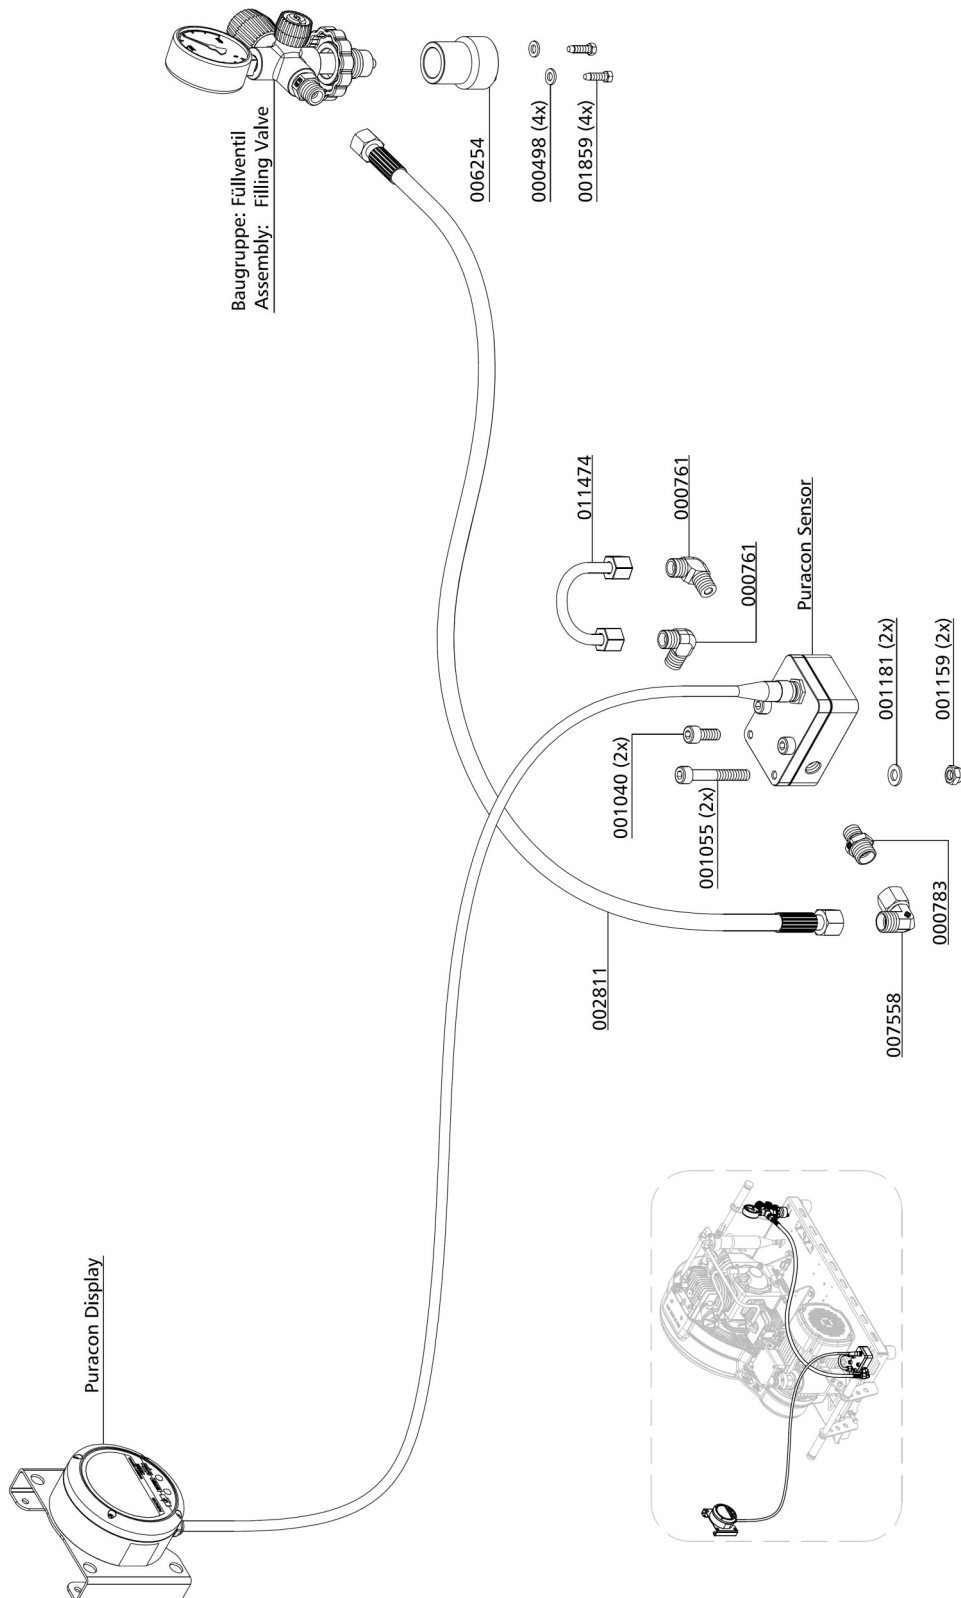 Baugruppe: Füllventil
Assembly: Filling Valve
006254
000498 (4x)
001859 (4x)
011474
000761
000761
Puracon Sensor
001181 (2x)
001159 (2x)
001040 (2x)
001055 (2x)
002811
000783
007558
Puracon Display